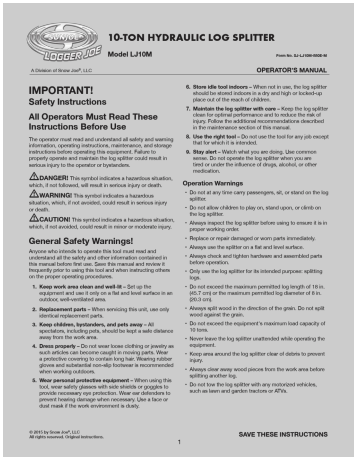 SUNJOE
LOGGER JOE
A Division of Snow Joe®, LLC
10-TON HYDRAULIC LOG SPLITTER
Model LJ10M
Form No. SJ-LJ10M-880E-M
OPERATOR'S MANUAL
IMPORTANT!
Safety Instructions
All Operators Must Read These
Instructions Before Use
The operator must read and understand all safety and warning
information, operating instructions, maintenance, and storage
instructions before operating this equipment. Failure to
properly operate and maintain the log splitter could result in
serious injury to the operator or bystanders.
DANGER! This symbol indicates a hazardous situation,
which, if not followed, will result in serious injury or death.
WARNING! This symbol indicates a hazardous
situation, which, if not avoided, could result in serious injury
or death.
CAUTION! This symbol indicates a hazardous situation,
which, if not avoided, could result in minor or moderate injury.
General Safety Warnings!
Anyone who intends to operate this tool must read and
understand all the safety and other information contained in
this manual before first use. Save this manual and review it
frequently prior to using this tool and when instructing others
on the proper operating procedures.
1. Keep work area clean and well-lit – Set up the
equipment and use it only on a flat and level surface in an
outdoor, well-ventilated area.
2. Replacement parts – When servicing this unit, use only
identical replacement parts.
3. Keep children, bystanders, and pets away – All
spectators, including pets, should be kept a safe distance
away from the work area.
4. Dress properly – Do not wear loose clothing or jewelry as
such articles can become caught in moving parts. Wear
a protective covering to contain long hair. Wearing rubber
gloves and substantial non-slip footwear is recommended
when working outdoors.
5. Wear personal protective equipment – When using this
tool, wear safety glasses with side shields or goggles to
provide necessary eye protection. Wear ear defenders to
prevent hearing damage when necessary. Use a face or
dust mask if the work environment is dusty.
6. Store idle tool indoors – When not in use, the log splitter
should be stored indoors in a dry and high or locked-up
place out of the reach of children.
7. Maintain the log splitter with care – Keep the log splitter
clean for optimal performance and to reduce the risk of
injury. Follow the additional recommendations described
in the maintenance section of this manual.
8. Use the right tool – Do not use the tool for any job except
that for which it is intended.
9. Stay alert – Watch what you are doing. Use common
sense. Do not operate the log splitter when you are
tired or under the influence of drugs, alcohol, or other
medication.
Operation Warnings
• Do not at any time carry passengers, sit, or stand on the log
splitter.
• Do not allow children to play on, stand upon, or climb on
the log splitter.
• Always inspect the log splitter before using to ensure it is in
proper working order.
• Replace or repair damaged or worn parts immediately.
• Always use the splitter on a flat and level surface.
• Always check and tighten hardware and assembled parts
before operation.
• Only use the log splitter for its intended purpose: splitting
logs.
• Do not exceed the maximum permitted log length of 18 in.
(45.7 cm) or the maximum permitted log diameter of 8 in.
(20.3 cm).
• Always split wood in the direction of the grain. Do not split
wood against the grain.
• Do not exceed the equipment's maximum load capacity of
10 tons.
• Never leave the log splitter unattended while operating the
equipment.
• Keep area around the log splitter clear of debris to prevent
injury.
• Always clear away wood pieces from the work area before
splitting another log.
• Do not tow the log splitter with any motorized vehicles,
such as lawn and garden tractors or ATVs.
© 2015 by Snow Joe®, LLC
All rights reserved. Original instructions.
SAVE THESE INSTRUCTIONS
1